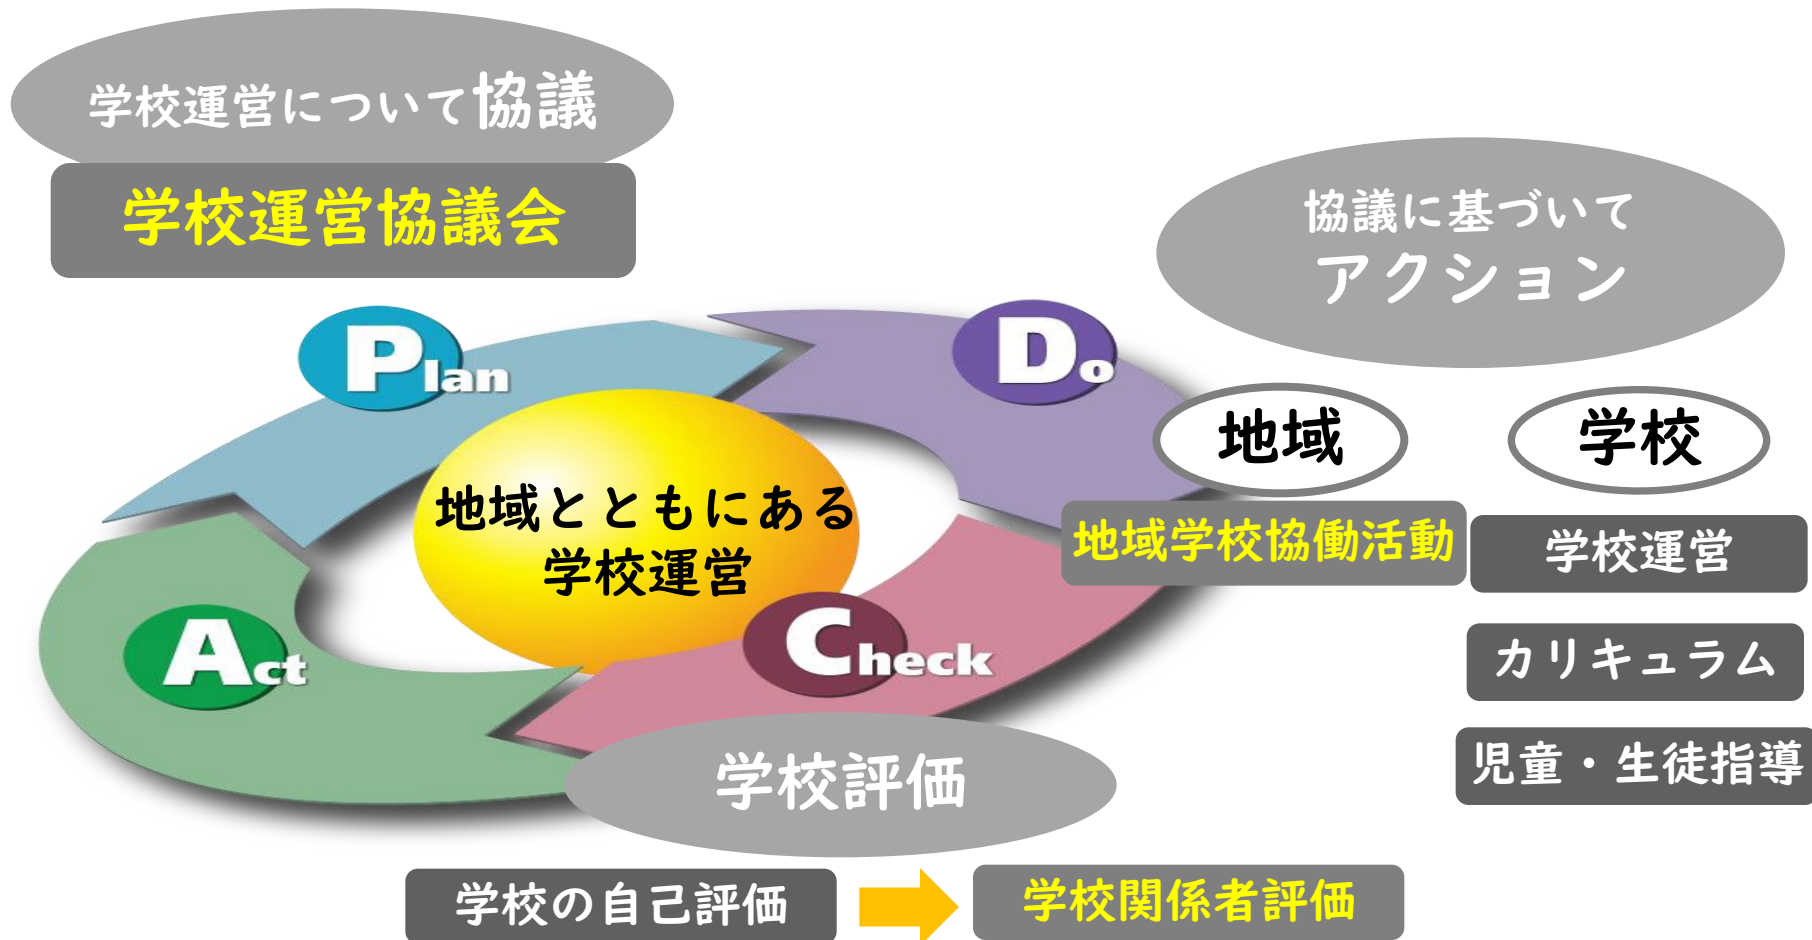 学校運営について協議
学校運営協議会
協議に基づいて
アクション
Plan
Do
地域
学校
地域とともにある
学校運営
地域学校協働活動
学校運営
Act
Check
カリキュラム
学校評価
児童・生徒指導
学校の自己評価
学校関係者評価